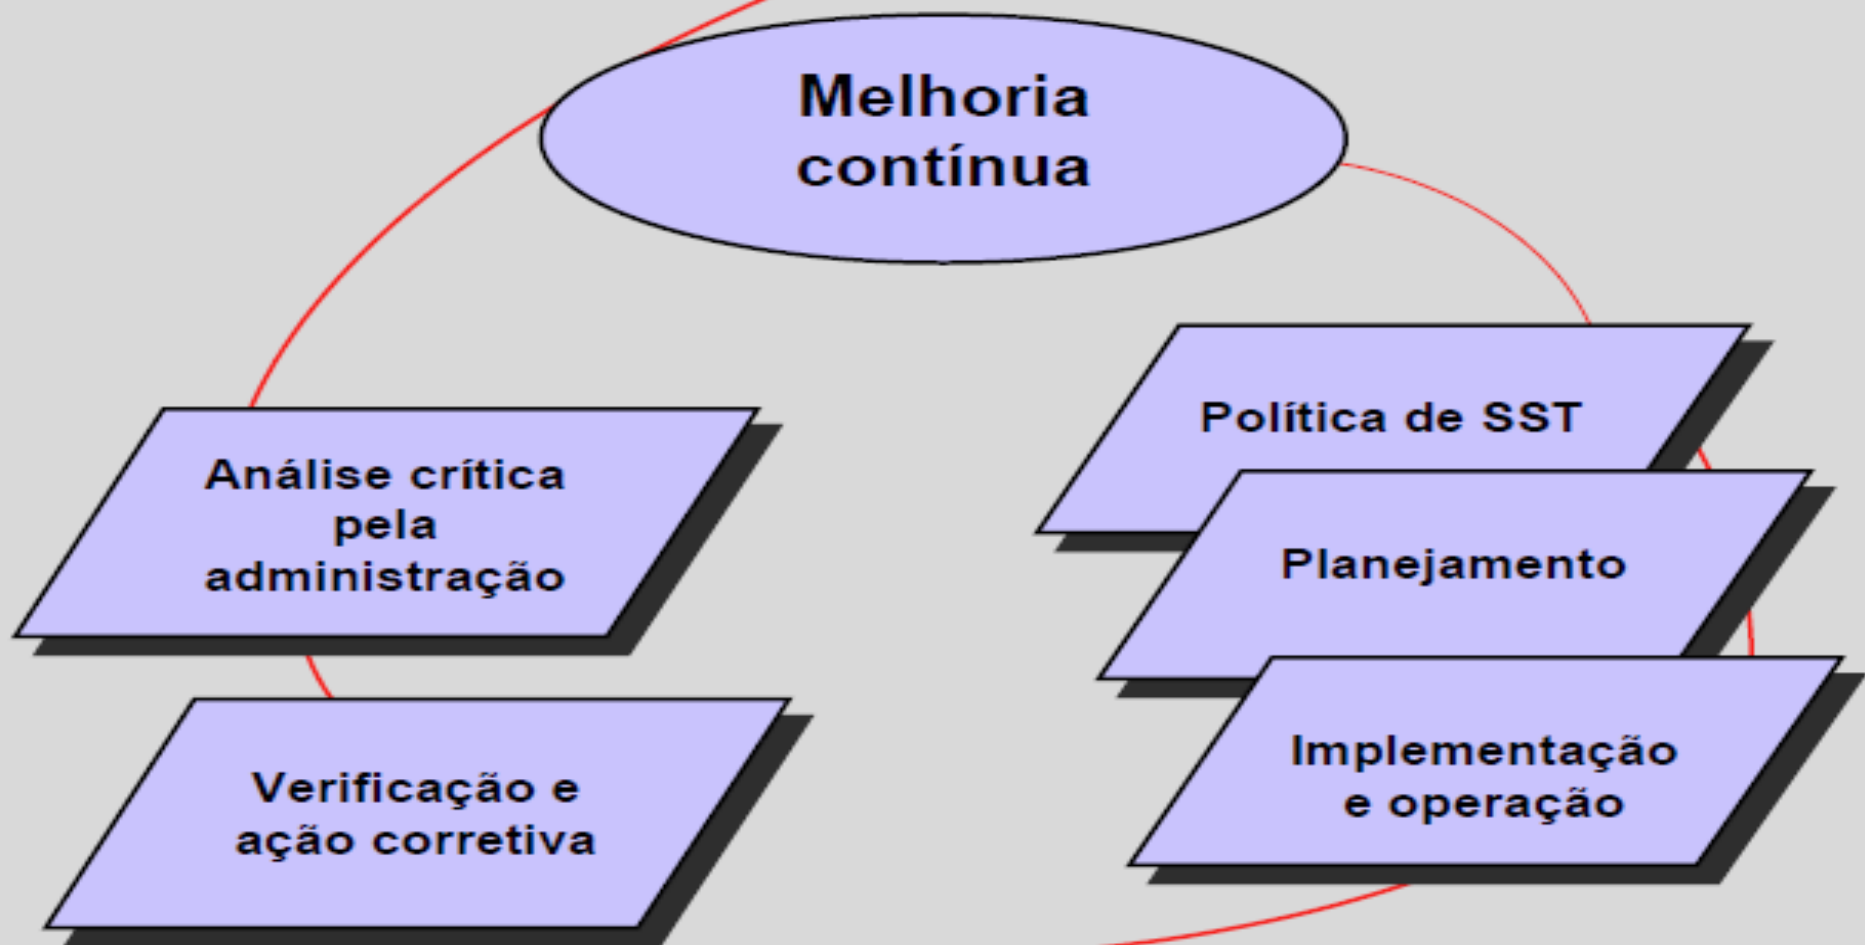 Melhoria
contínua
Política de SST
Planejamento
Implementação
e operação
Análise crítica
pela
administração
Verificação e
ação corretiva